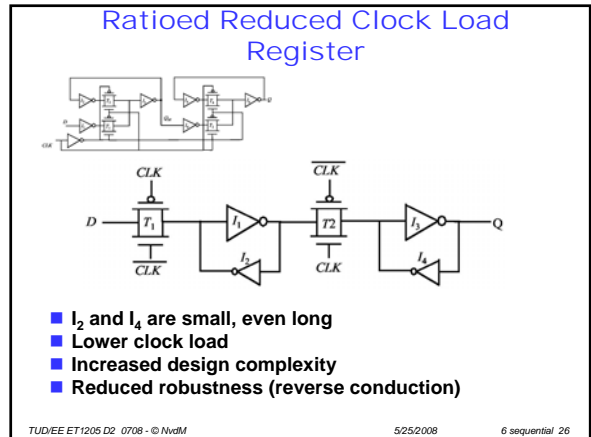 Ratioed Reduced Clock Load
Register
D
CLK
Q
CLK
CLK
D
T1
I1
T2
I3
Q
I2
I4
CLK
CLK
I2 and I4 are small, even long
Lower clock load
Increased design complexity
Reduced robustness (reverse conduction)
TUD/EE ET1205 D2 0708 - © NvdM
5/25/2008
6 sequential 26